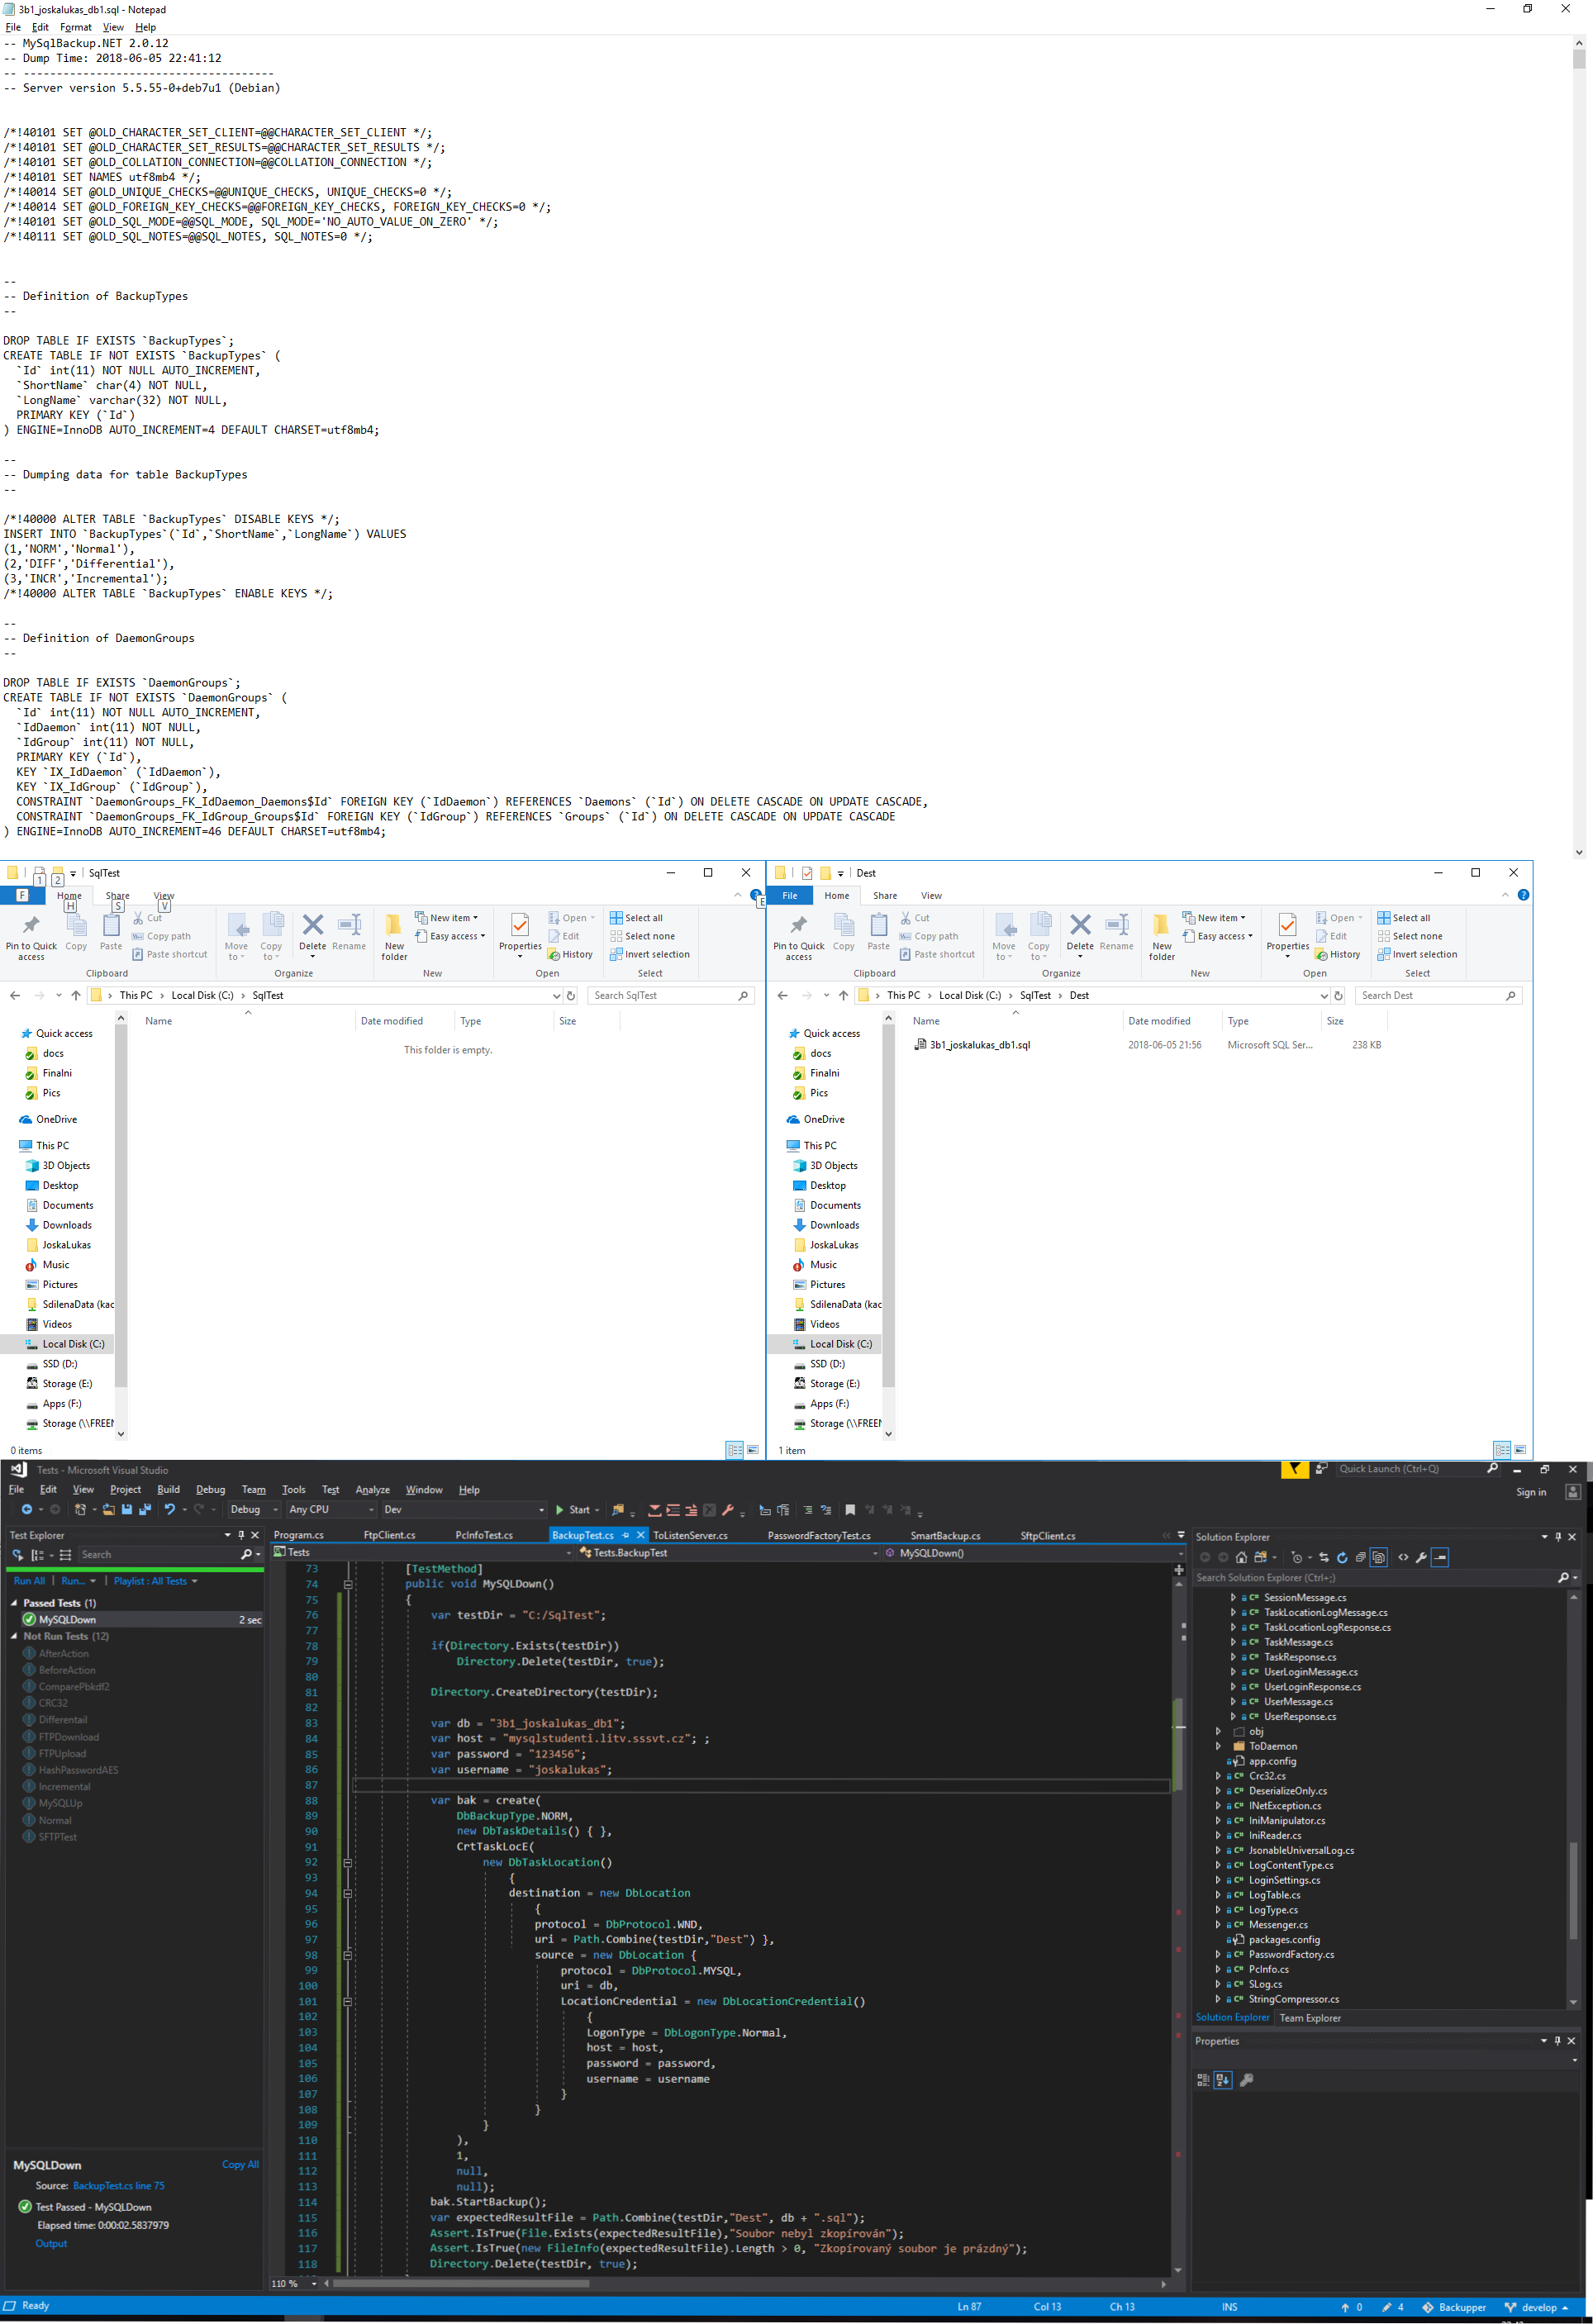 3b1_joskalukas_db1.sql - Notepad
File Edit Format View Help
-- MySqlBackup.NET 2.0.12
-- Dump Time: 2018-06-05 22:41:12
-- --------------------------------------
-- Server version 5.5.55-0+deb7u1 (Debian)
/*!40101 SET @OLD_CHARACTER_SET_CLIENT=@@CHARACTER_SET_CLIENT */;
/*!40101 SET @OLD_CHARACTER_SET_RESULTS=@@CHARACTER_SET_RESULTS */;
/*!40101 SET @OLD_COLLATION_CONNECTION=@@COLLATION_CONNECTION */;
/*!40101 SET NAMES utf8mb4 */;
/*!40014 SET @OLD_UNIQUE_CHECKS=@@UNIQUE_CHECKS, UNIQUE_CHECKS=0 */;
/*!40014 SET @OLD_FOREIGN_KEY_CHECKS=@@FOREIGN_KEY_CHECKS, FOREIGN_KEY_CHECKS=0 */;
/*!40101 SET @OLD_SQL_MODE=@@SQL_MODE, SQL_MODE='NO_AUTO_VALUE_ON_ZERO' */;
/*!40111 SET @OLD_SQL_NOTES=@@SQL_NOTES, SQL_NOTES=0 */;
--
-- Definition of BackupTypes
--
DROP TABLE IF EXISTS `BackupTypes`;
CREATE TABLE IF NOT EXISTS `BackupTypes` (
`Id` int(11) NOT NULL AUTO_INCREMENT,
`ShortName` char(4) NOT NULL,
`LongName` varchar(32) NOT NULL,
PRIMARY KEY (`Id`)
) ENGINE=InnoDB AUTO_INCREMENT=4 DEFAULT CHARSET=utf8mb4;
--
-- Dumping data for table BackupTypes
--
/*!40000 ALTER TABLE `BackupTypes` DISABLE KEYS */;
INSERT INTO `BackupTypes`(`Id`,`ShortName`,`LongName`) VALUES
(1,'NORM','Normal'),
(2,'DIFF','Differential'),
(3,'INCR','Incremental');
/*!40000 ALTER TABLE `BackupTypes` ENABLE KEYS */;
--
-- Definition of DaemonGroups
--
DROP TABLE IF EXISTS `DaemonGroups`;
CREATE TABLE IF NOT EXISTS `DaemonGroups` (
`Id` int(11) NOT NULL AUTO_INCREMENT,
`IdDaemon` int(11) NOT NULL,
`IdGroup` int(11) NOT NULL,
PRIMARY KEY (`Id`),
KEY `IX_IdDaemon` (`IdDaemon`),
KEY `IX_IdGroup` (`IdGroup`),
CONSTRAINT `DaemonGroups_FK_IdDaemon_Daemons$Id` FOREIGN KEY (`IdDaemon`) REFERENCES `Daemons` (`Id`) ON DELETE CASCADE ON UPDATE CASCADE,
CONSTRAINT `DaemonGroups_FK_IdGroup_Groups$Id` FOREIGN KEY (`IdGroup`) REFERENCES `Groups` (`Id`) ON DELETE CASCADE ON UPDATE CASCADE
) ENGINE=InnoDB AUTO_INCREMENT=46 DEFAULT CHARSET=utf8mb4;
1 2 SqlTest
F Home Share View
H S V E
Pin to Quick access Copy Paste Cut Copy path Paste shortcut Move to Copy to Delete Rename New folder New item Easy access Properties Open Edit History Select all Select none Invert selection
Clipboard Organize New Open Select
This PC > Local Disk (C:) > SqlTest Search SqlTest
Name Date modified Type Size
This folder is empty.
Quick access
docs
Finalni
Pics
OneDrive
This PC
3D Objects
Desktop
Documents
Downloads
JoskaLukas
Music
Pictures
SdilenaData (kac
Videos
Local Disk (C:)
SSD (D:)
Storage (E:)
Apps (F:)
Storage (\\FREEN
0 items
Dest
File Home Share View
Pin to Quick access Copy Paste Cut Copy path Paste shortcut Move to Copy to Delete Rename New folder New item Easy access Properties Open Edit History Select all Select none Invert selection
Clipboard Organize New Open Select
This PC > Local Disk (C:) > SqlTest > Dest Search Dest
Name Date modified Type Size
3b1_joskalukas_db1.sql 2018-06-05 21:56 Microsoft SQL Ser... 238 KB
Quick access
docs
Finalni
Pics
OneDrive
This PC
3D Objects
Desktop
Documents
Downloads
JoskaLukas
Music
Pictures
SdilenaData (kac
Videos
Local Disk (C:)
SSD (D:)
Storage (E:)
Apps (F:)
Storage (\\FREEN
1 item
Tests - Microsoft Visual Studio Quick Launch (Ctrl+Q)
File Edit View Project Build Debug Team Tools Test Analyze Window Help Sign in
Debug Any CPU Dev Start
Test Explorer
Search
Run All | Run... | Playlist : All Tests
Passed Tests (1)
MySQLDown 2 sec
Not Run Tests (12)
AfterAction
BeforeAction
ComparePbkdf2
CRC32
Differentail
FTPDownload
FTPUpload
HashPasswordAES
Incremental
MySQLUp
Normal
SFTPTest
MySQLDown Copy All
Source: BackupTest.cs line 75
Test Passed - MySQLDown
Elapsed time: 0:00:02.5837979
Output
Program.cs FtpClient.cs PcInfoTest.cs BackupTest.cs ToListenServer.cs PasswordFactoryTest.cs SmartBackup.cs SftpClient.cs
Tests Tests.BackupTest MySQLDown()
73 [TestMethod]
74 public void MySQLDown()
75 {
76 var testDir = "C:/SqlTest";
77
78 if(Directory.Exists(testDir))
79 Directory.Delete(testDir, true);
80
81 Directory.CreateDirectory(testDir);
82
83 var db = "3b1_joskalukas_db1";
84 var host = "mysqlstudenti.litv.sssvt.cz"; ;
85 var password = "123456";
86 var username = "joskalukas";
87
88 var bak = create(
89 DbBackupType.NORM,
90 new DbTaskDetails() { },
91 CrtTaskLocE(
92 new DbTaskLocation()
93 {
94 destination = new DbLocation
95 {
96 protocol = DbProtocol.WND,
97 uri = Path.Combine(testDir,"Dest") },
98 source = new DbLocation {
99 protocol = DbProtocol.MYSQL,
100 uri = db,
101 LocationCredential = new DbLocationCredential()
102 {
103 LogonType = DbLogonType.Normal,
104 host = host,
105 password = password,
106 username = username
107 }
108 }
109 }
110 ),
111 1,
112 null,
113 null);
114 bak.StartBackup();
115 var expectedResultFile = Path.Combine(testDir,"Dest", db + ".sql");
116 Assert.IsTrue(File.Exists(expectedResultFile),"Soubor nebyl zkopírován");
117 Assert.IsTrue(new FileInfo(expectedResultFile).Length > 0, "Zkopírovaný soubor je prázdný");
118 Directory.Delete(testDir, true);
110 %
Solution Explorer
Search Solution Explorer (Ctrl+;)
SessionMessage.cs
TaskLocationLogMessage.cs
TaskLocationLogResponse.cs
TaskMessage.cs
TaskResponse.cs
UserLoginMessage.cs
UserLoginResponse.cs
UserMessage.cs
UserResponse.cs
obj
ToDaemon
app.config
Crc32.cs
DeserializeOnly.cs
INetException.cs
IniManipulator.cs
IniReader.cs
JsonableUniversalLog.cs
LogContentType.cs
LoginSettings.cs
LogTable.cs
LogType.cs
Messenger.cs
packages.config
PasswordFactory.cs
PcInfo.cs
SLog.cs
StringCompressor.cs
Solution Explorer Team Explorer
Properties
Ready Ln 87 Col 13 Ch 13 INS 0 4 Backupper develop